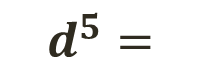 d⁵ =